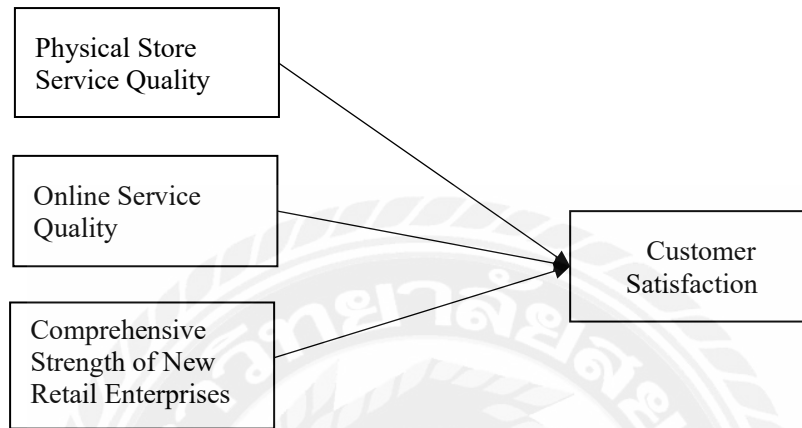 Physical Store
Service Quality
Online Service
Quality
Customer
Satisfaction
Comprehensive
Strength of New
Retail Enterprises